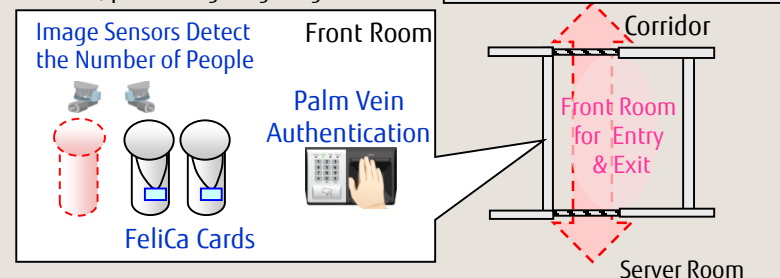 Image Sensors Detect
the Number of People
Front Room
Palm Vein
Authentication
FeliCa Cards
Corridor
Front Room
for Entry
& Exit
Server Room